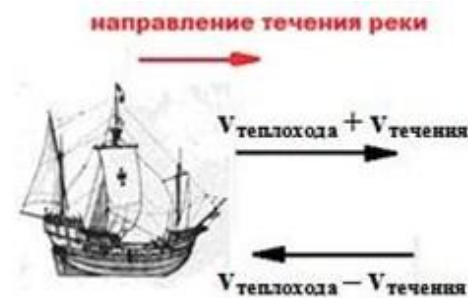 направление течения реки
vтеплохода + vтечения
vтеплохода − vтечения